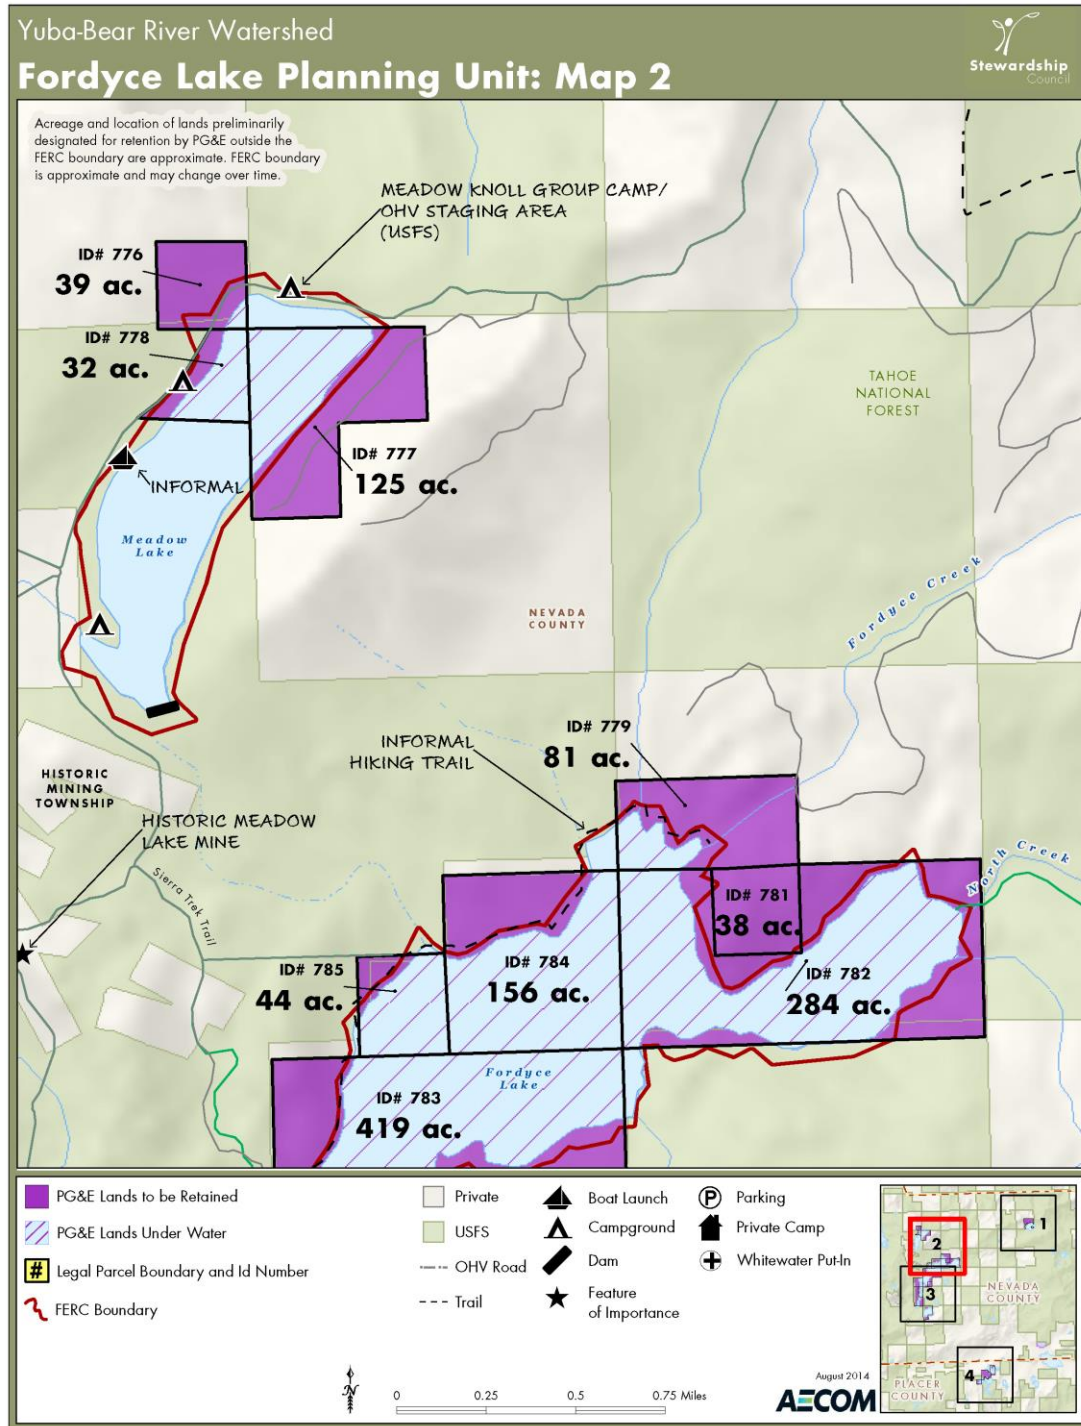 Yuba-Bear River Watershed
Fordyce Lake Planning Unit: Map 2
Stewardship
Council
Acreage and location of lands preliminarily
designated for retention by PG&E outside the
FERC boundary are approximate. FERC boundary
is approximate and may change over time.
MEADOW KNOLL GROUP CAMP/
OHV STAGING AREA
(USFS)
ID# 776
39 ac.
ID# 778
32 ac.
TAHOE
NATIONAL
FOREST
ID# 777
125 ac.
INFORMAL
Meadow
Lake
Fordyce Creek
NEVADA
COUNTY
ID# 779
81 ac.
INFORMAL
HIKING TRAIL
HISTORIC
MINING
TOWNSHIP
HISTORIC MEADOW
LAKE MINE
North Creek
Sierra Trek Trail
ID# 781
38 ac.
ID# 785
44 ac.
ID# 784
156 ac.
ID# 782
284 ac.
Fordyce
Lake
ID# 783
419 ac.
PG&E Lands to be Retained
PG&E Lands Under Water
# Legal Parcel Boundary and Id Number
FERC Boundary
Private
USFS
OHV Road
Trail
Boat Launch
Campground
Dam
Feature
of Importance
P Parking
Private Camp
Whitewater Put-In
1
2
3
4
NEVADA
COUNTY
PLACER
COUNTY
N
0 0.25 0.5 0.75 Miles
August 2014
AECOM